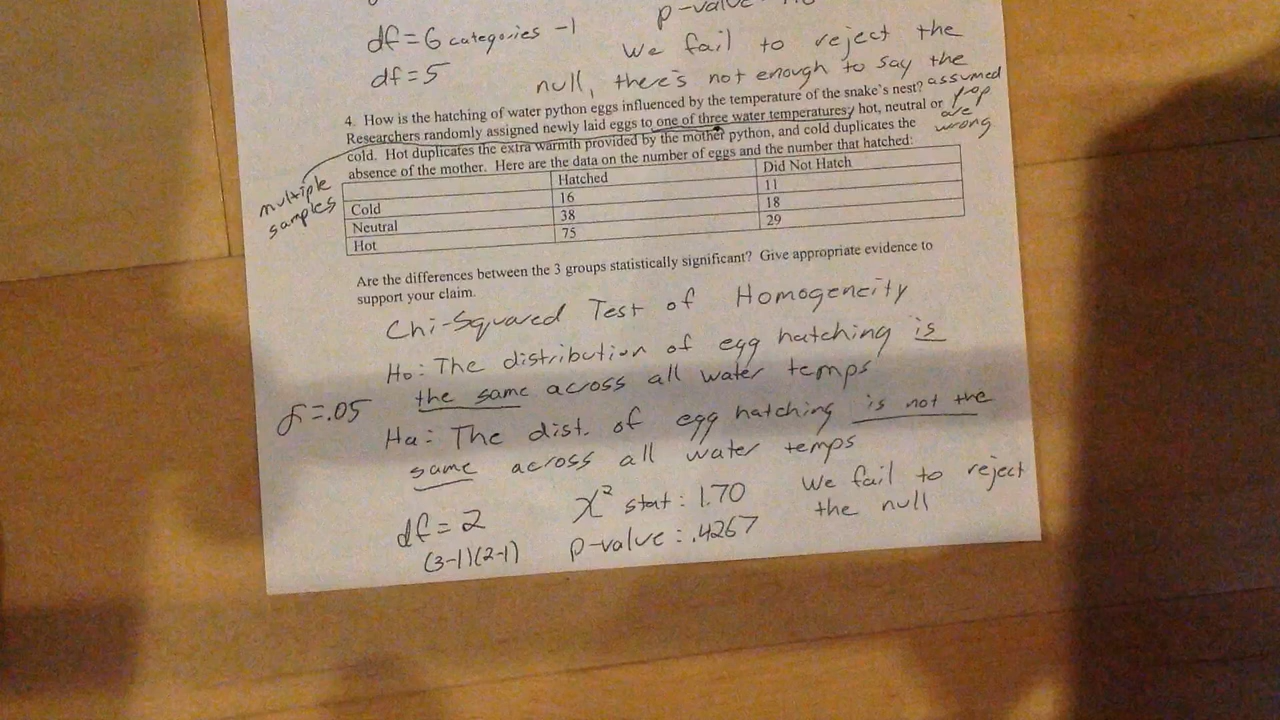 df = 6 categories -1
p-value
df = 5
We fail to reject the
null, there's not enough to say the
assumed
pop
are
wrong
4. How is the hatching of water python eggs influenced by the temperature of the snake's nest?
Researchers randomly assigned newly laid eggs to one of three water temperatures: hot, neutral or
cold. Hot duplicates the extra warmth provided by the mother python, and cold duplicates the
absence of the mother. Here are the data on the number of eggs and the number that hatched:
multiple
samples
Hatched Did Not Hatch
Cold 16 11
Neutral 38 18
Hot 75 29
Are the differences between the 3 groups statistically significant? Give appropriate evidence to
support your claim.
Chi-Squared Test of Homogeneity
Ho: The distribution of egg hatching is
the same across all water temps
=.05
Ha: The dist. of egg hatching is not the
same across all water temps
df = 2
(3-1)(2-1)
X² stat: 1.70
p-value: .4267
We fail to reject
the null